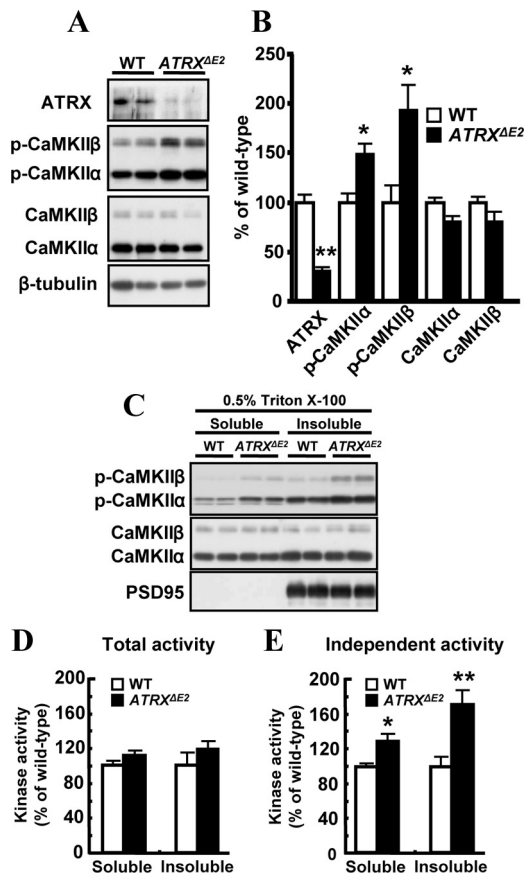 A
WT ATRXΔE2
ATRX
p-CaMKIIβ
p-CaMKIIα
CaMKIIβ
CaMKIIα
β-tubulin
B
% of wild-type
250
200
150
100
50
0
WT
ATRXΔE2
*
*
**
ATRX
p-CaMKIIα
p-CaMKIIβ
CaMKIIα
CaMKIIβ
C
0.5% Triton X-100
Soluble Insoluble
WT ATRXΔE2 WT ATRXΔE2
p-CaMKIIβ
p-CaMKIIα
CaMKIIβ
CaMKIIα
PSD95
D Total activity
Kinase activity
(% of wild-type)
200
160
120
80
40
0
WT
ATRXΔE2
Soluble Insoluble
E Independent activity
Kinase activity
(% of wild-type)
200
160
120
80
40
0
WT
ATRXΔE2
*
**
Soluble Insoluble